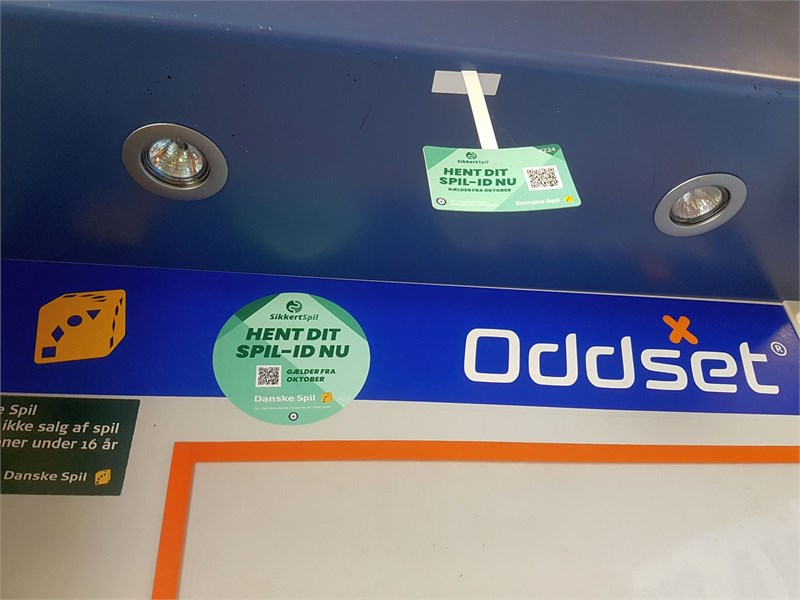 224
SikkertSpil
HENT DIT
SPIL-ID NU
GÆLDER FRA OKTOBER
Danske Spil
SikkertSpil
HENT DIT
SPIL-ID NU
GÆLDER FRA
OKTOBER
Danske Spil
Oddset®
e Spil
ikke salg af spil
ner under 16 år
Danske Spil